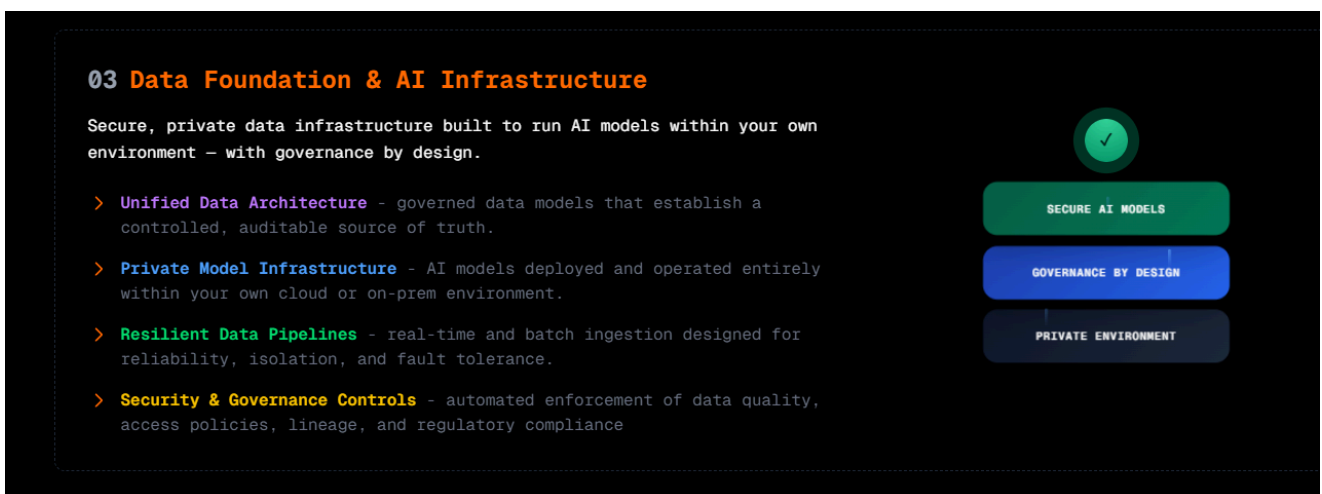 03 Data Foundation & AI Infrastructure
Secure, private data infrastructure built to run AI models within your own
environment — with governance by design.
Unified Data Architecture - governed data models that establish a
controlled, auditable source of truth.
Private Model Infrastructure - AI models deployed and operated entirely
within your own cloud or on-prem environment.
Resilient Data Pipelines - real-time and batch ingestion designed for
reliability, isolation, and fault tolerance.
Security & Governance Controls - automated enforcement of data quality,
access policies, lineage, and regulatory compliance
✓
SECURE AI MODELS
GOVERNANCE BY DESIGN
PRIVATE ENVIRONMENT